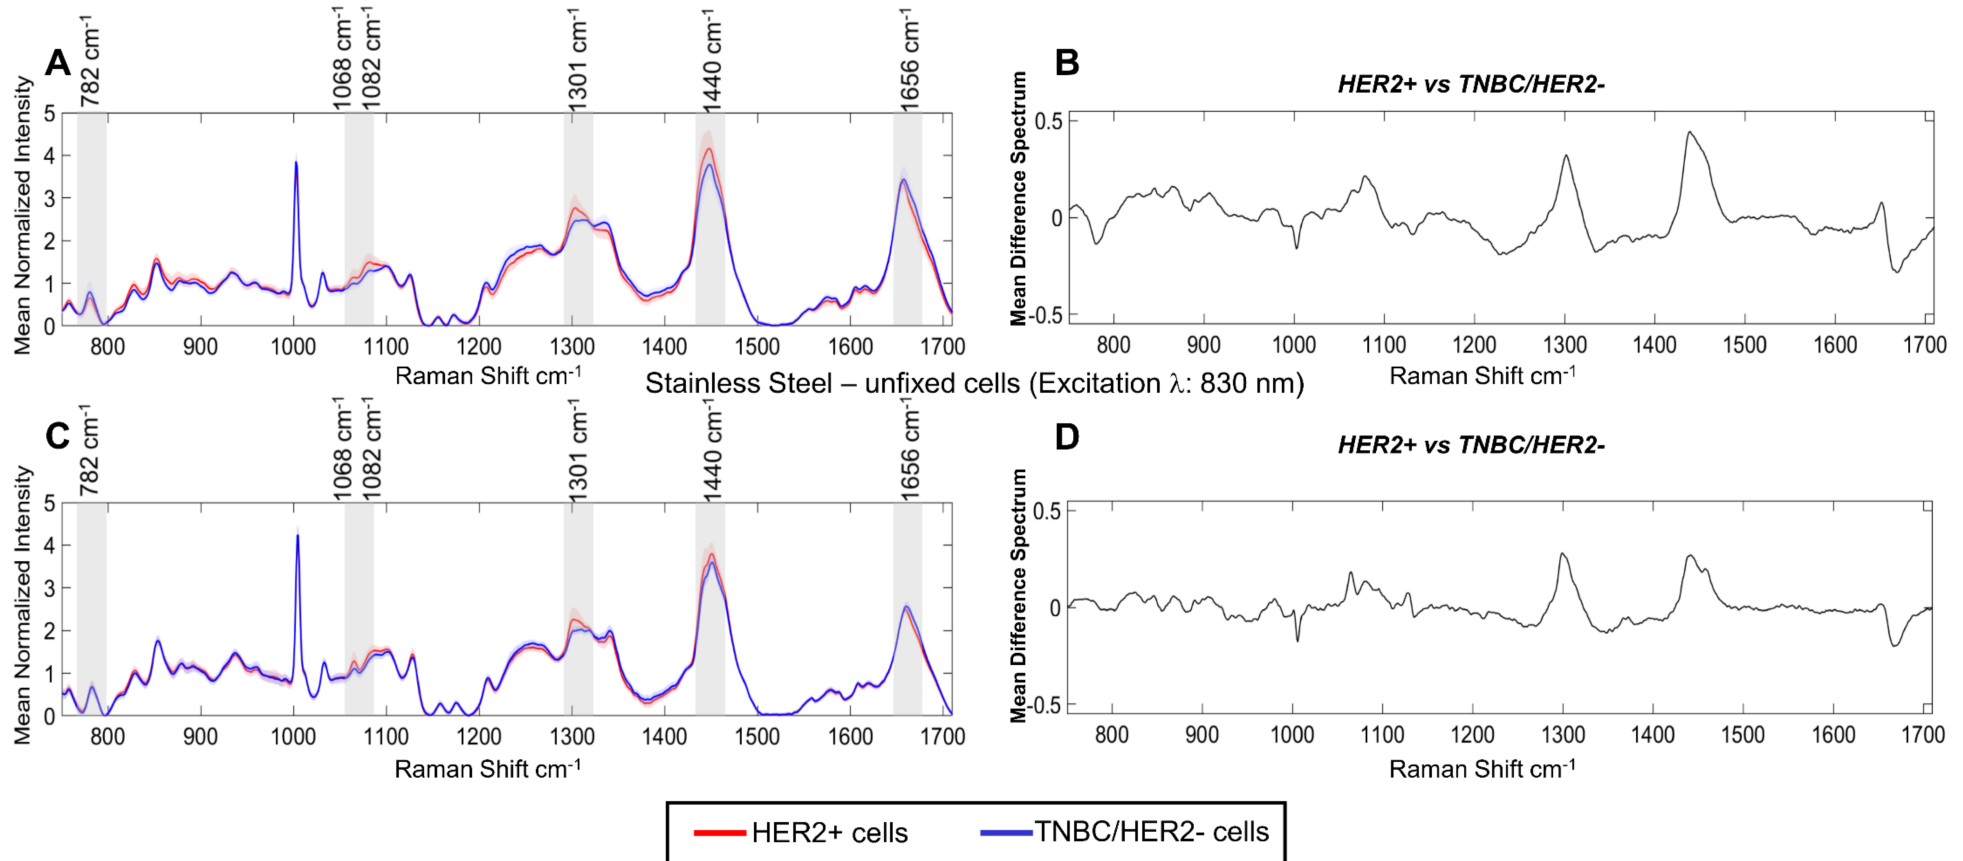 A
782 cm-1
1068 cm-1
1082 cm-1
1301 cm-1
1440 cm-1
1656 cm-1
Mean Normalized Intensity
5
4
3
2
1
0
800 900 1000 1100 1200 1300 1400 1500 1600 1700
Raman Shift cm-1
B
HER2+ vs TNBC/HER2-
Mean Difference Spectrum
0.5
0
-0.5
800 900 1000 1100 1200 1300 1400 1500 1600 1700
Raman Shift cm-1
Stainless Steel – unfixed cells (Excitation λ: 830 nm)
C
782 cm-1
1068 cm-1
1082 cm-1
1301 cm-1
1440 cm-1
1656 cm-1
Mean Normalized Intensity
5
4
3
2
1
0
800 900 1000 1100 1200 1300 1400 1500 1600 1700
Raman Shift cm-1
D
HER2+ vs TNBC/HER2-
Mean Difference Spectrum
0.5
0
-0.5
800 900 1000 1100 1200 1300 1400 1500 1600 1700
Raman Shift cm-1
HER2+ cells
TNBC/HER2- cells